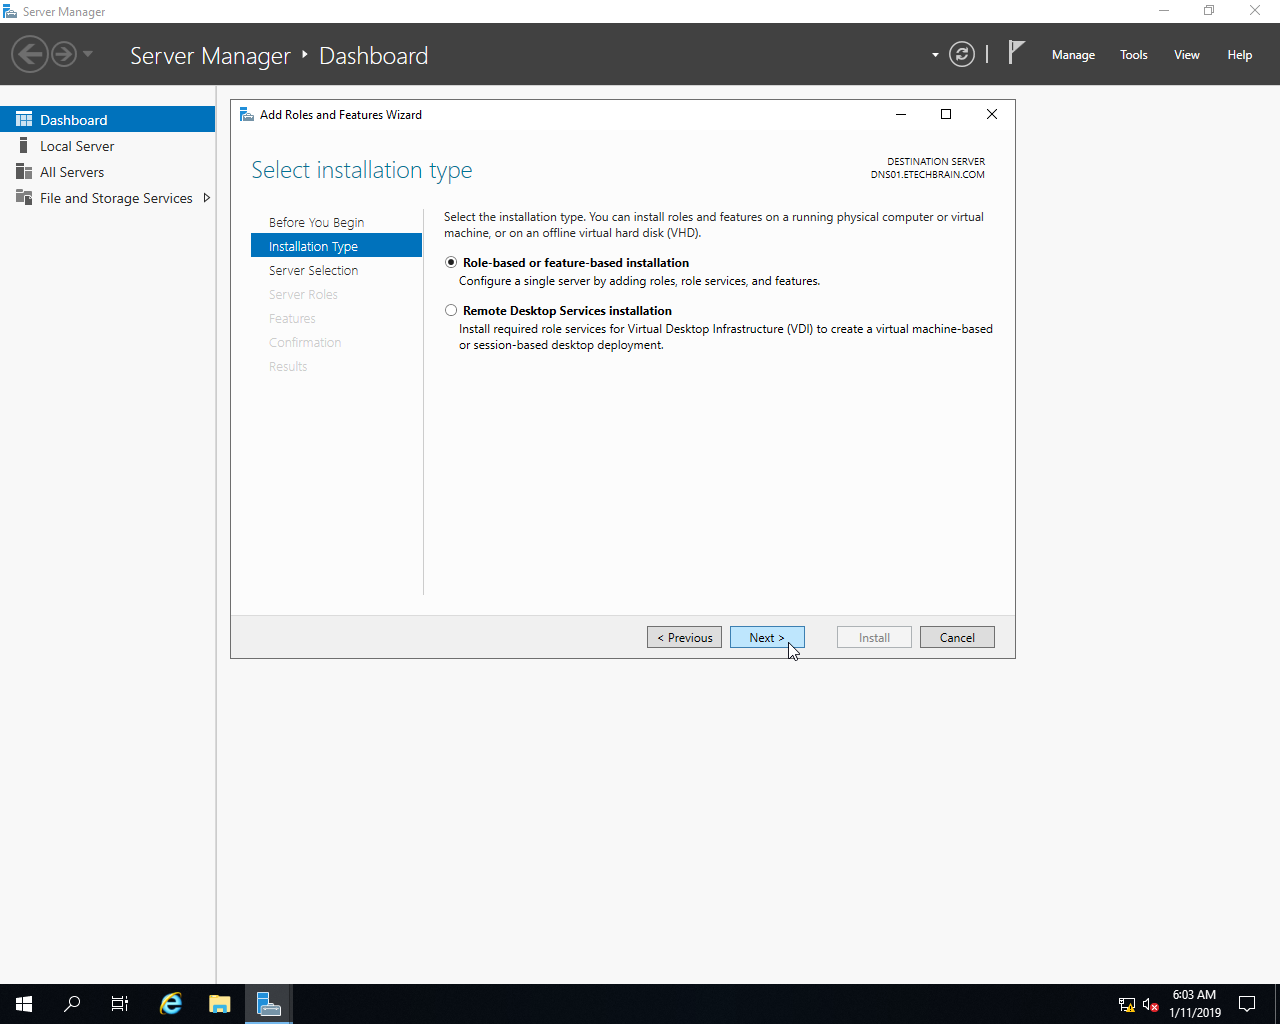 Server Manager
Server Manager ‣ Dashboard
Manage
Tools
View
Help
Dashboard
Local Server
All Servers
File and Storage Services
Add Roles and Features Wizard
Select installation type
DESTINATION SERVER
DNS01.ETECHBRAIN.COM
Before You Begin
Installation Type
Server Selection
Server Roles
Features
Confirmation
Results
Select the installation type. You can install roles and features on a running physical computer or virtual
machine, or on an offline virtual hard disk (VHD).
Role-based or feature-based installation
Configure a single server by adding roles, role services, and features.
Remote Desktop Services installation
Install required role services for Virtual Desktop Infrastructure (VDI) to create a virtual machine-based
or session-based desktop deployment.
< Previous
Next >
Install
Cancel
6:03 AM
1/11/2019